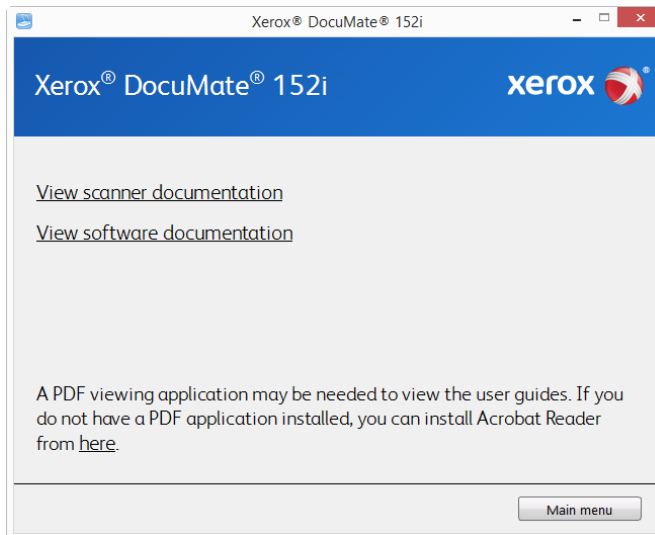 Xerox® DocuMate® 152i
Xerox® DocuMate® 152i
xerox ®
View scanner documentation
View software documentation
A PDF viewing application may be needed to view the user guides. If you
do not have a PDF application installed, you can install Acrobat Reader
from here.
Main menu